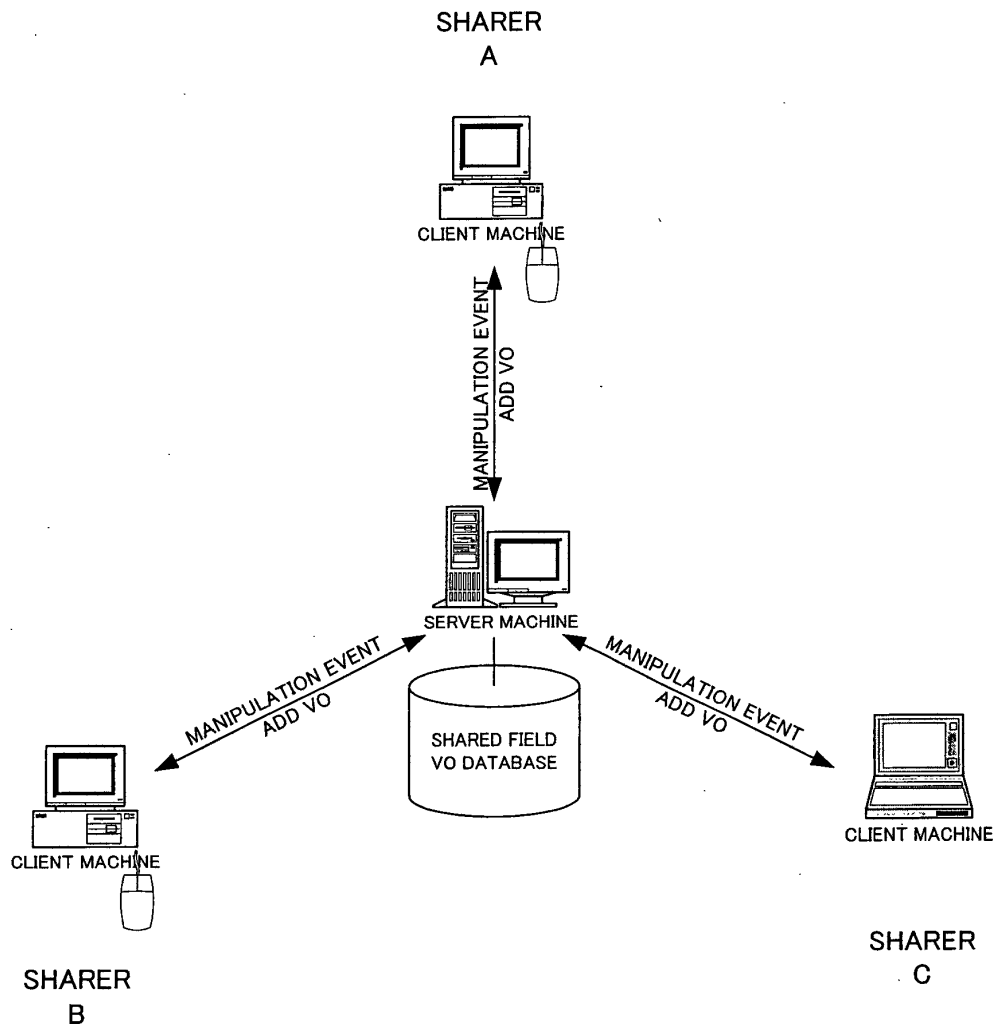 SHARER
A
CLIENT MACHINE
MANIPULATION EVENT
ADD VO
SERVER MACHINE
MANIPULATION EVENT
ADD VO
MANIPULATION EVENT
ADD VO
SHARED FIELD
VO DATABASE
CLIENT MACHINE
CLIENT MACHINE
SHARER
B
SHARER
C